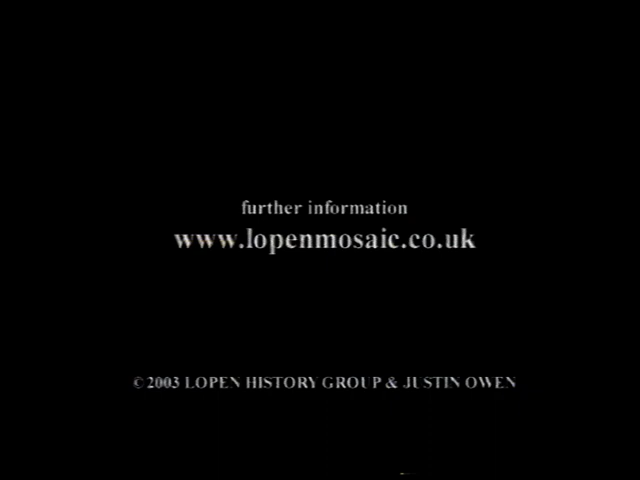 further information
www.lopenmosaic.co.uk
© 2003 LOPEN HISTORY GROUP & JUSTIN OWEN